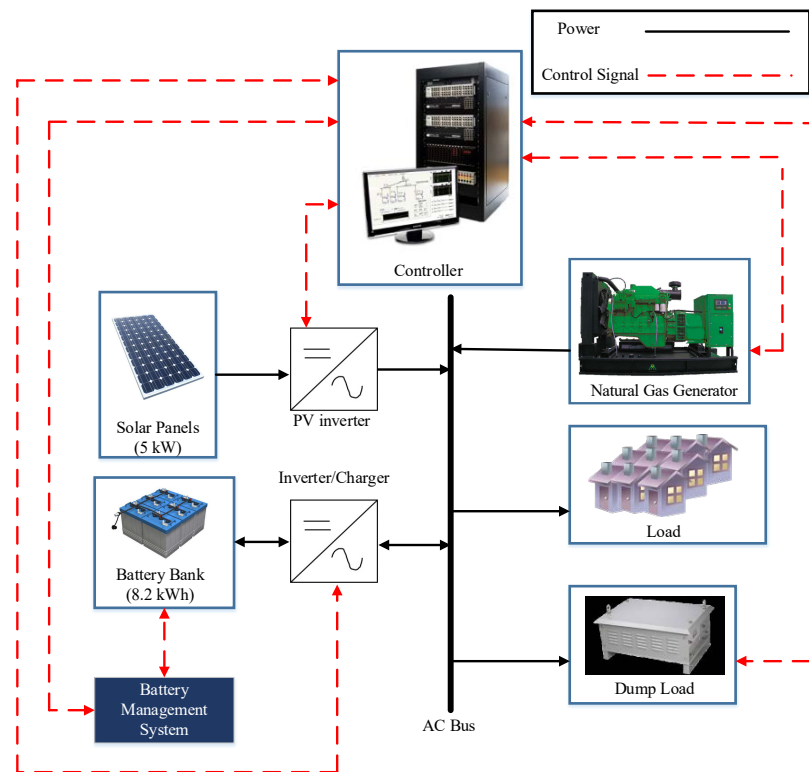 Power
Control Signal
Controller
Solar Panels
(5 kW)
PV inverter
Natural Gas Generator
Inverter/Charger
Battery Bank
(8.2 kWh)
Load
Battery
Management
System
Dump Load
AC Bus